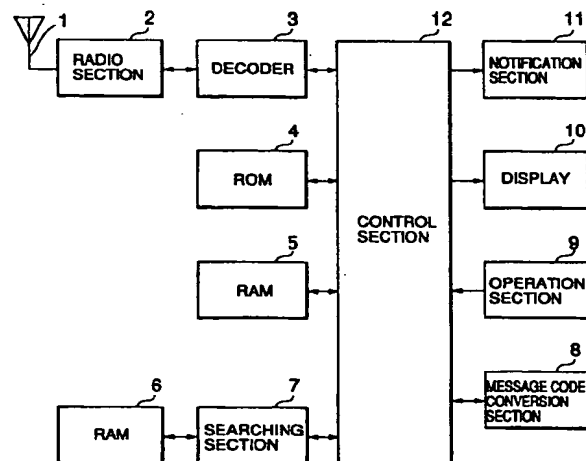 1
2
3
12
11
RADIO
SECTION
DECODER
NOTIFICATION
SECTION
4
10
ROM
DISPLAY
CONTROL
SECTION
5
9
RAM
OPERATION
SECTION
6
7
8
RAM
SEARCHING
SECTION
MESSAGE CODE
CONVERSION
SECTION